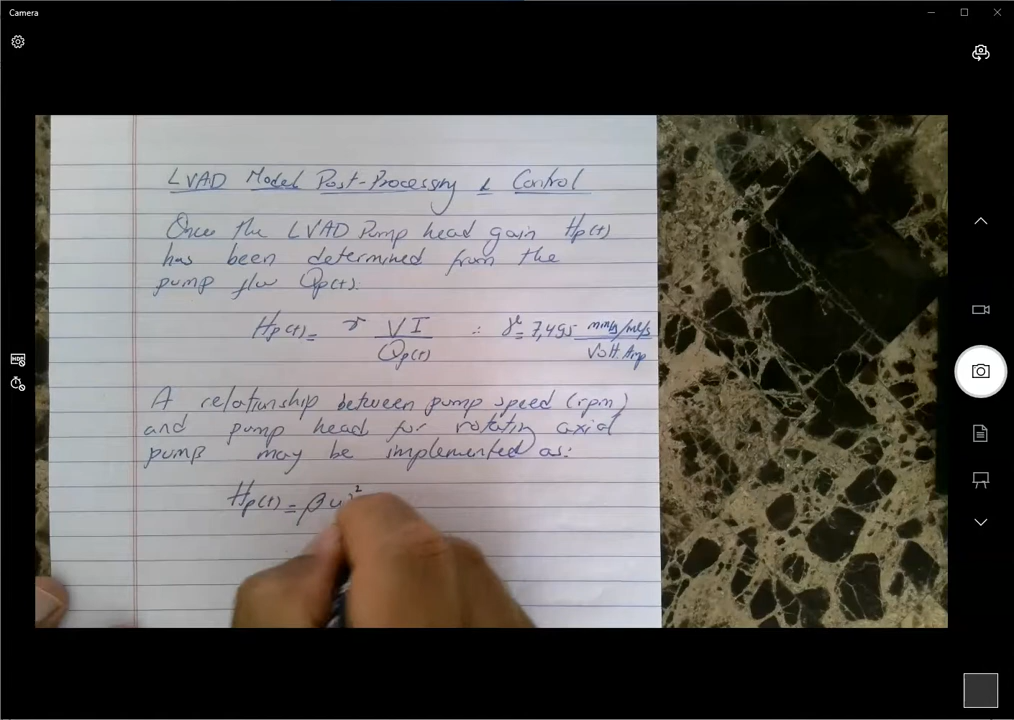 Camera
LVAD Model Post-Processing & Control
Once the LVAD Pump head gain Hp(t)
has been determined from the
pump flow Qp(t).
Hp(t) = γ VI / Qp(t) ∴ γ = 7,495 mmHg/ml/s / Volt. Amp
A relationship between pump speed (rpm)
and pump head for rotating axial
pump may be implemented as:
Hp(t) = βω²